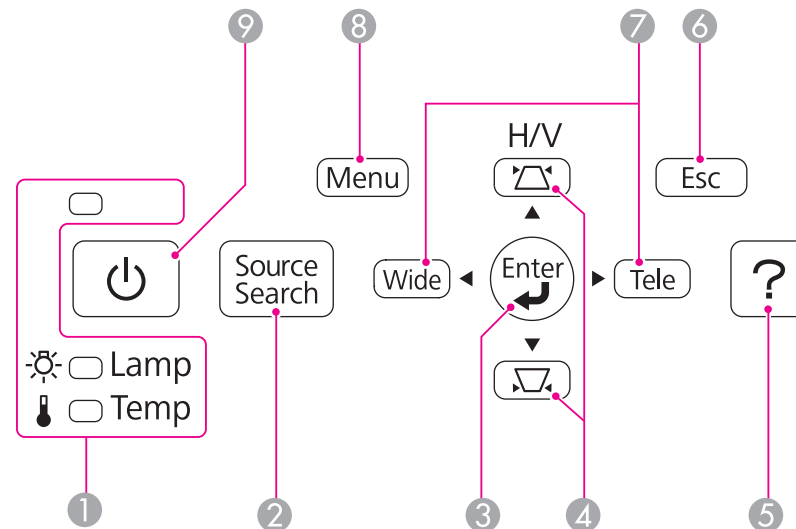 9 8 7 6
H/V
Menu Esc
Source
Search
Wide Enter Tele ?
Lamp
Temp
1 2 3 4 5